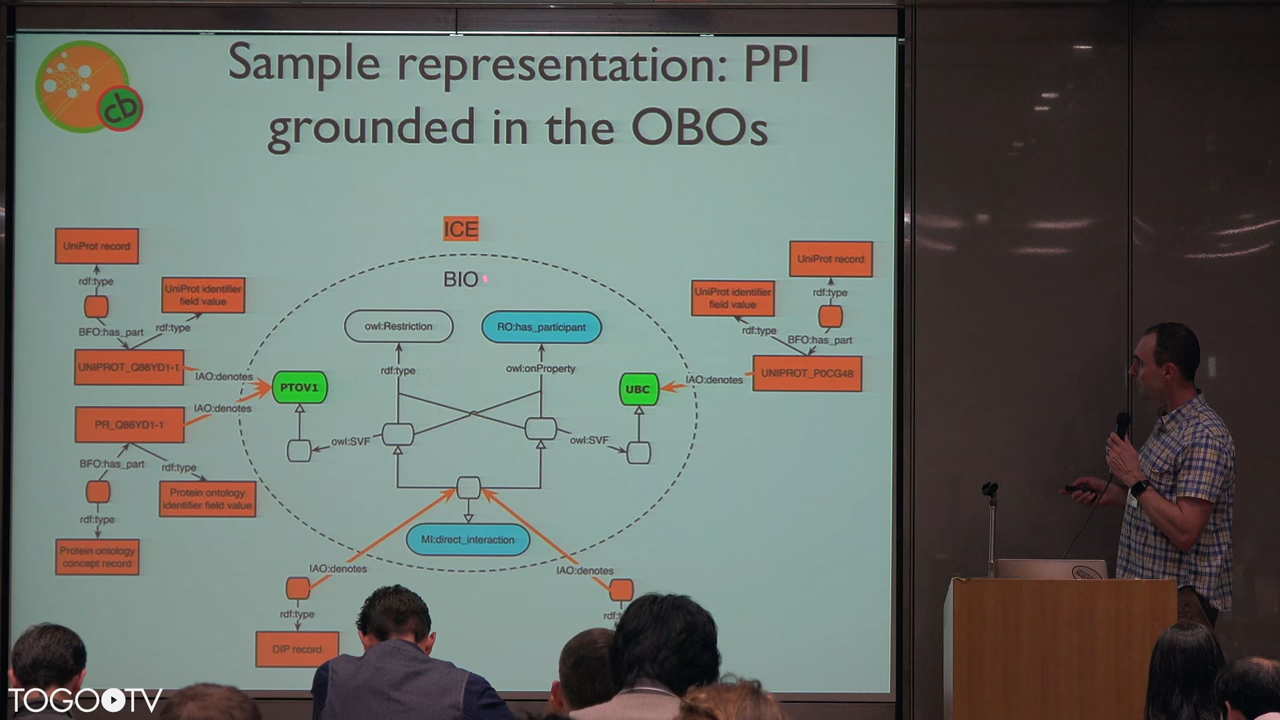 Sample representation: PPI
grounded in the OBOs
cb
ICE
BIO
UniProt record
rdf:type
UniProt identifier
field value
BFO:has_part
rdf:type
UNIPROT_Q86YD1-1
IAO:denotes
PTOV1
IAO:denotes
PR_Q86YD1-1
BFO:has_part
rdf:type
Protein ontology
identifier field value
rdf:type
Protein ontology
concept record
owl:Restriction
RO:has_participant
rdf:type
owl:onProperty
owl:SVF
owl:SVF
MI:direct_interaction
UBC
IAO:denotes
UniProt record
rdf:type
UniProt identifier
field value
rdf:type
BFO:has_part
UNIPROT_P0CG48
IAO:denotes
IAO:denotes
rdf:type
DIP record
TOGOTV